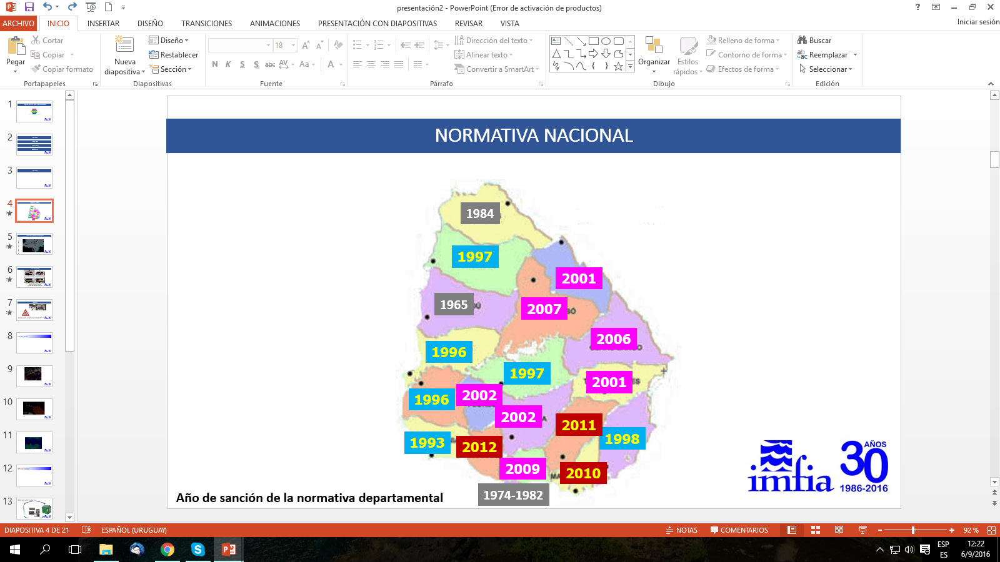 presentación2 - PowerPoint (Error de activación de productos)
ARCHIVO INICIO INSERTAR DISEÑO TRANSICIONES ANIMACIONES PRESENTACIÓN CON DIAPOSITIVAS REVISAR VISTA Iniciar sesión
Pegar
Cortar
Copiar
Copiar formato
Portapapeles
Nueva diapositiva
Diseño
Restablecer
Sección
Diapositivas
18
N K S S abc AV Aa A
Fuente
Dirección del texto
Alinear texto
Convertir a SmartArt
Párrafo
Organizar
Estilos rápidos
Relleno de forma
Contorno de forma
Efectos de forma
Dibujo
Buscar
Reemplazar
Seleccionar
Edición
1
2
3
4
5
6
7
8
9
10
11
12
13
NORMATIVA NACIONAL
1984
1997
2001
1965
2007
2006
1996
1997
2001
1996
2002
2002
2011
1998
1993
2012
2009
2010
1974-1982
Año de sanción de la normativa departamental
imfia 30 AÑOS
1986-2016
DIAPOSITIVA 4 DE 21 ESPAÑOL (URUGUAY) NOTAS COMENTARIOS 92 %
ESP
ES
12:22
6/9/2016